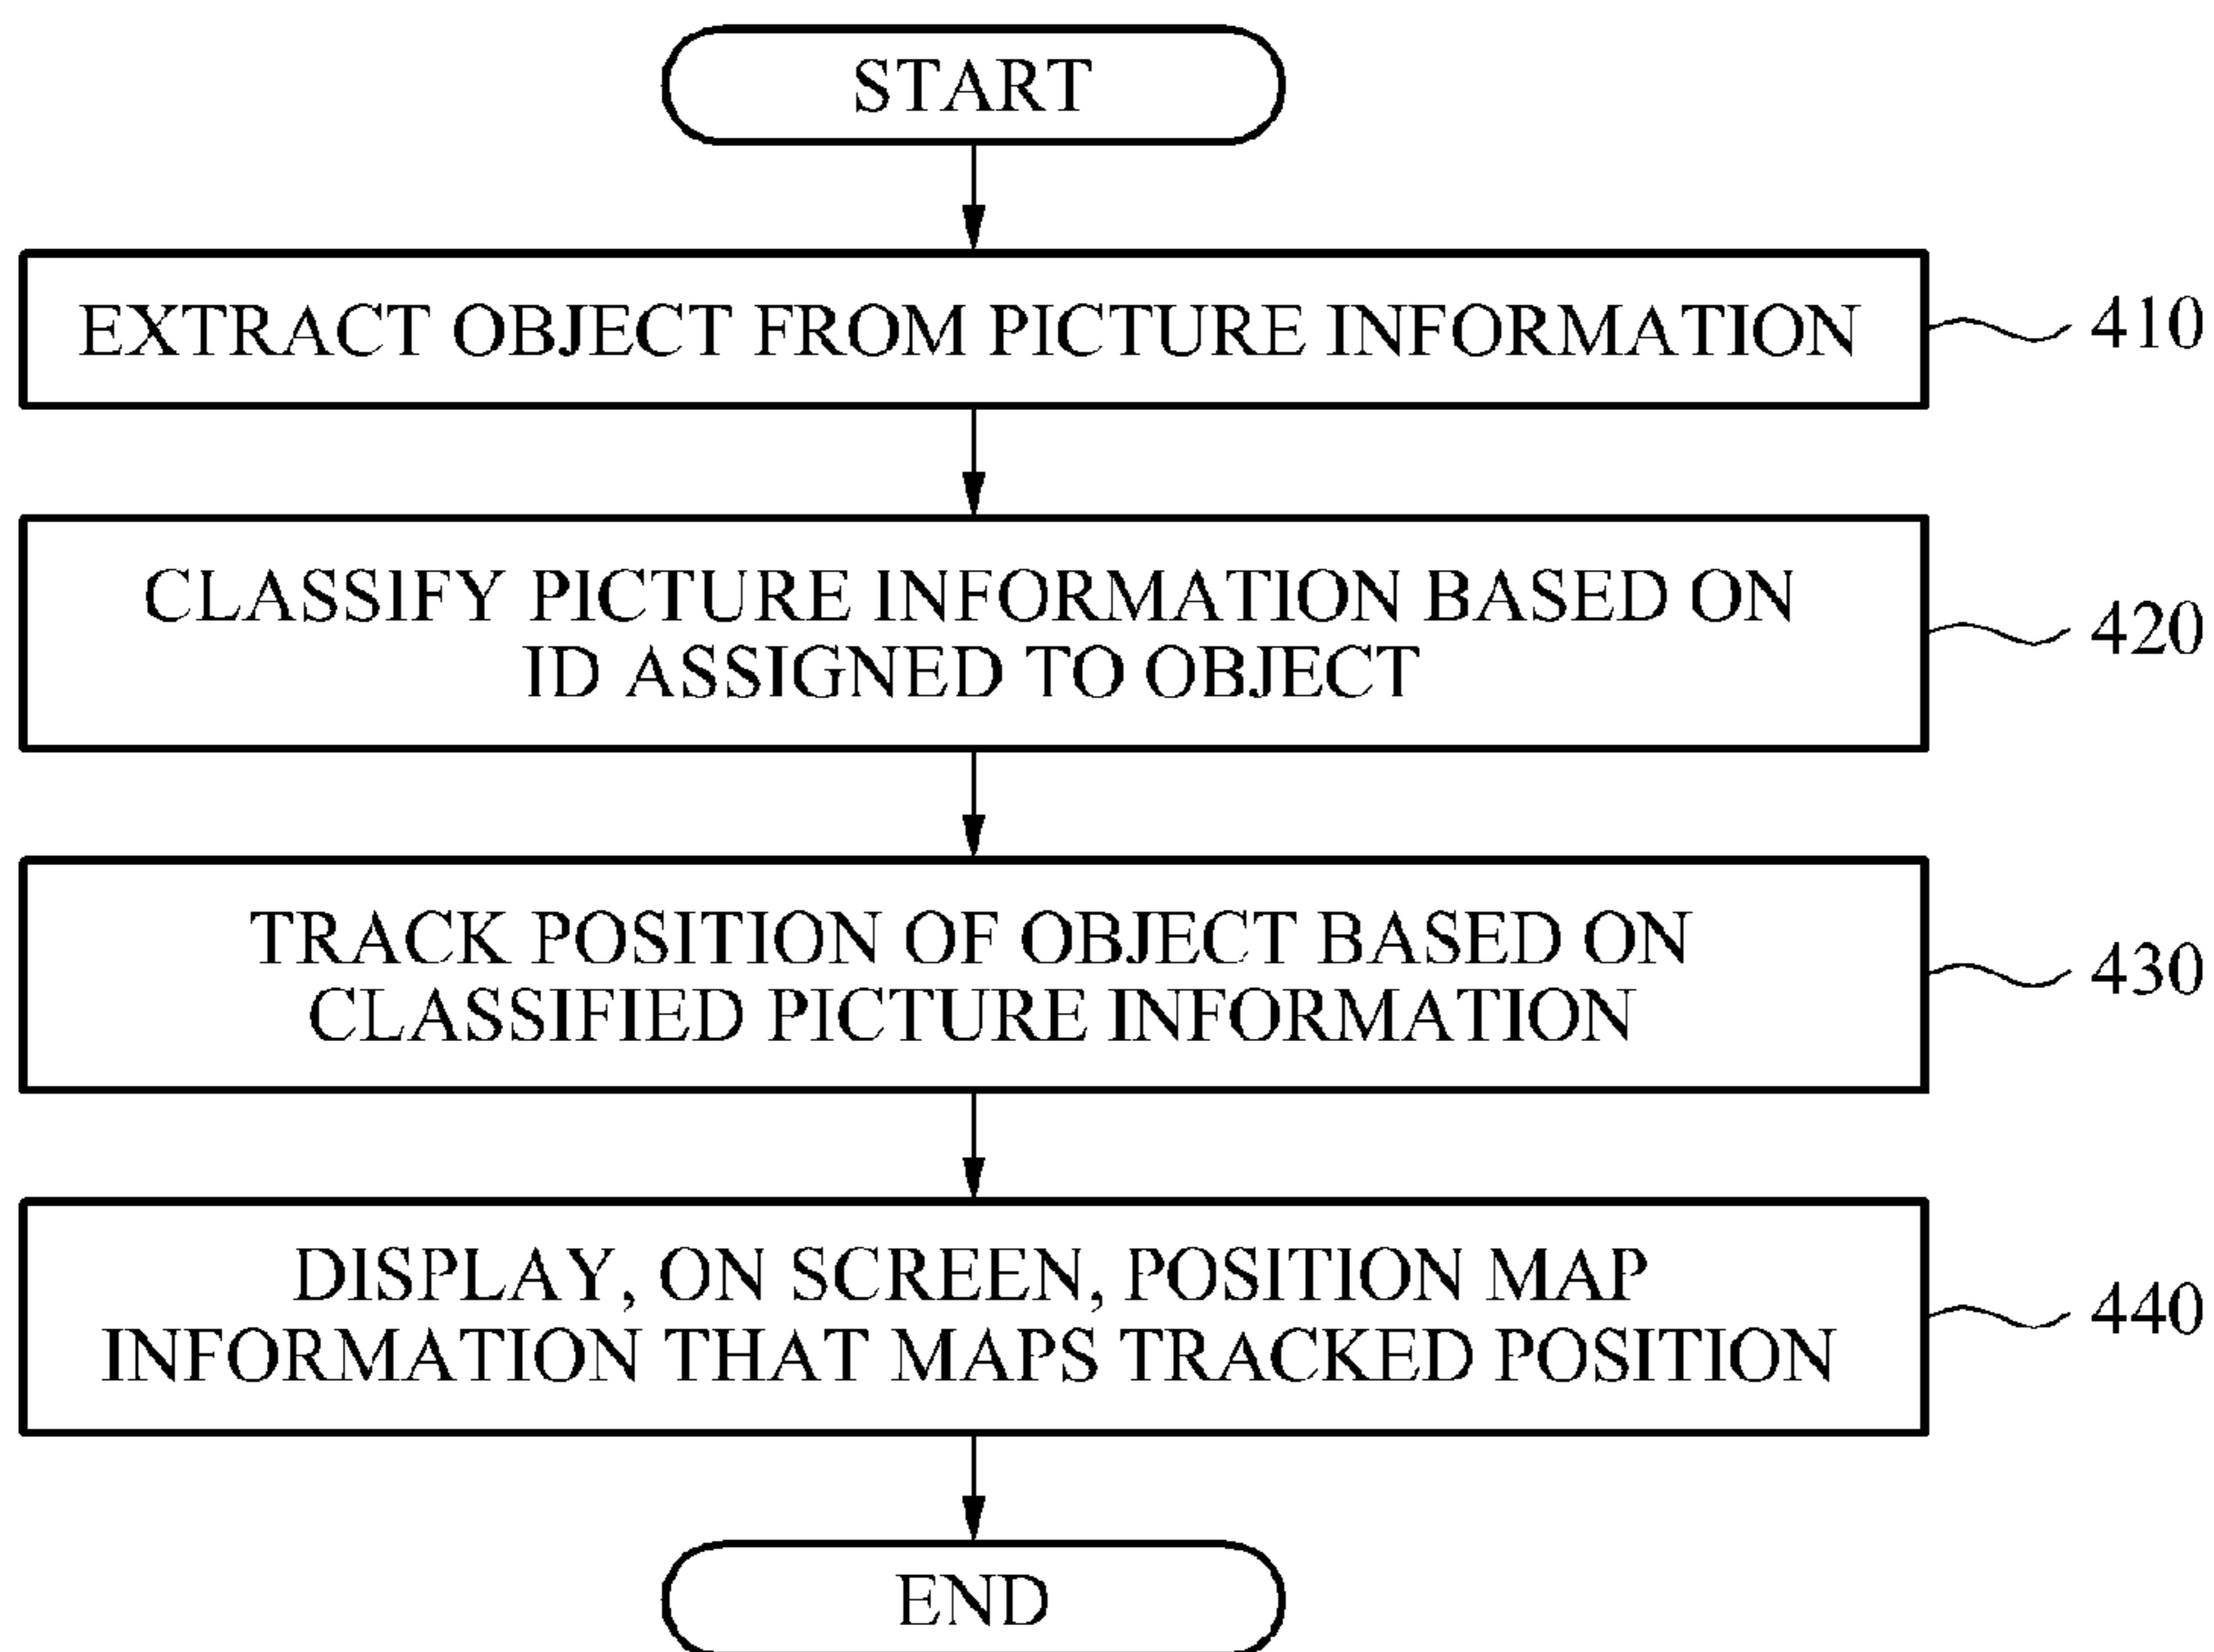 START
EXTRACT OBJECT FROM PICTURE INFORMATION
410
CLASSIFY PICTURE INFORMATION BASED ON
ID ASSIGNED TO OBJECT
420
TRACK POSITION OF OBJECT BASED ON
CLASSIFIED PICTURE INFORMATION
430
DISPLAY, ON SCREEN, POSITION MAP
INFORMATION THAT MAPS TRACKED POSITION
440
END